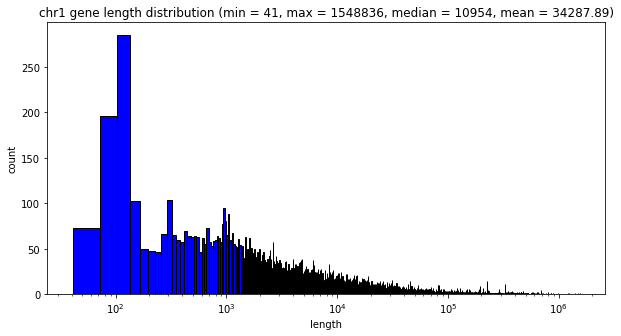 chr1 gene length distribution (min = 41, max = 1548836, median = 10954, mean = 34287.89)
count
250
200
150
100
50
0
10² 10³ 10⁴ 10⁵ 10⁶
length